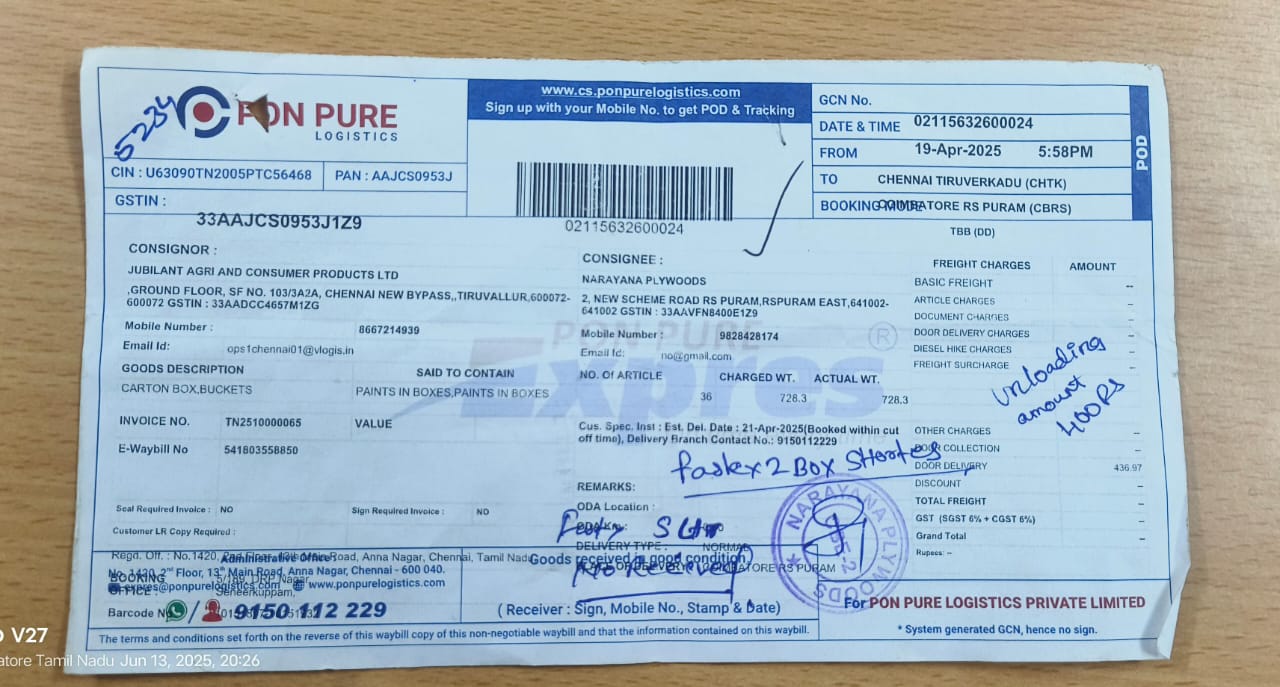 5234
PON PURE
LOGISTICS
CIN : U63090TN2005PTC56468
PAN : AAJCS0953J
GSTIN :
33AAJCS0953J1Z9
www.cs.ponpurelogistics.com
Sign up with your Mobile No. to get POD & Tracking
02115632600024
GCN No.
DATE & TIME 02115632600024
FROM 19-Apr-2025 5:58PM
TO CHENNAI TIRUVERKADU (CHTK)
BOOKING MODE COIMBATORE RS PURAM (CBRS)
TBB (DD)
POD
CONSIGNOR :
JUBILANT AGRI AND CONSUMER PRODUCTS LTD
,GROUND FLOOR, SF NO. 103/3A2A, CHENNAI NEW BYPASS,,TIRUVALLUR,600072-
600072 GSTIN : 33AADCC4657M1ZG
Mobile Number : 8667214939
Email Id: ops1chennai01@vlogis.in
CONSIGNEE :
NARAYANA PLYWOODS
2, NEW SCHEME ROAD RS PURAM,RSPURAM EAST,641002-
641002 GSTIN : 33AAVFN8400E1Z9
Mobile Number : 9828428174
Email Id: no@gmail.com
PON PURE
Expres
®
GOODS DESCRIPTION SAID TO CONTAIN
CARTON BOX,BUCKETS PAINTS IN BOXES,PAINTS IN BOXES
NO. Of ARTICLE CHARGED WT. ACTUAL WT.
36 728.3 728.3
INVOICE NO. TN2510000065 VALUE
E-Waybill No 541803558850
Cus. Spec. Inst : Est. Del. Date : 21-Apr-2025(Booked within cut
off time), Delivery Branch Contact No.: 9150112229
2 BOX
REMARKS:
ODA Location :
DELIVERY TYPE : NORMAL
COIMBATORE RS PURAM
Goods received in good condition)
No Received
Seal Required Invoice : NO Sign Required Invoice : NO
Customer LR Copy Required :
FREIGHT CHARGES AMOUNT
BASIC FREIGHT --
ARTICLE CHARGES --
DOCUMENT CHARGES --
DOOR DELIVERY CHARGES --
DIESEL HIKE CHARGES --
FREIGHT SURCHARGE --
unloading
amount
400RS
OTHER CHARGES --
DOOR COLLECTION --
DOOR DELIVERY 436.97
DISCOUNT --
TOTAL FREIGHT --
GST (SGST 6% + CGST 6%) --
Grand Total --
Rupees: --
NARAYANA PLYWOODS
Regd. Off. : No.1420, 2nd Floor, 13th Main Road, Anna Nagar, Chennai, Tamil Nadu
Administrative Office
No. 1420 2nd Floor, 13th Main Road, Anna Nagar, Chennai - 600 040.
BOOKING OFFICE : 5/189, DRP Nagar,
Seneerkuppam,
www.ponpurelogistics.com
Barcode No
9150 112 229
( Receiver : Sign, Mobile No., Stamp & Date)
For PON PURE LOGISTICS PRIVATE LIMITED
* System generated GCN, hence no sign.
The terms and conditions set forth on the reverse of this waybill copy of this non-negotiable waybill and that the information contained on this waybill.
V27
atore Tamil Nadu Jun 13, 2025, 20:26